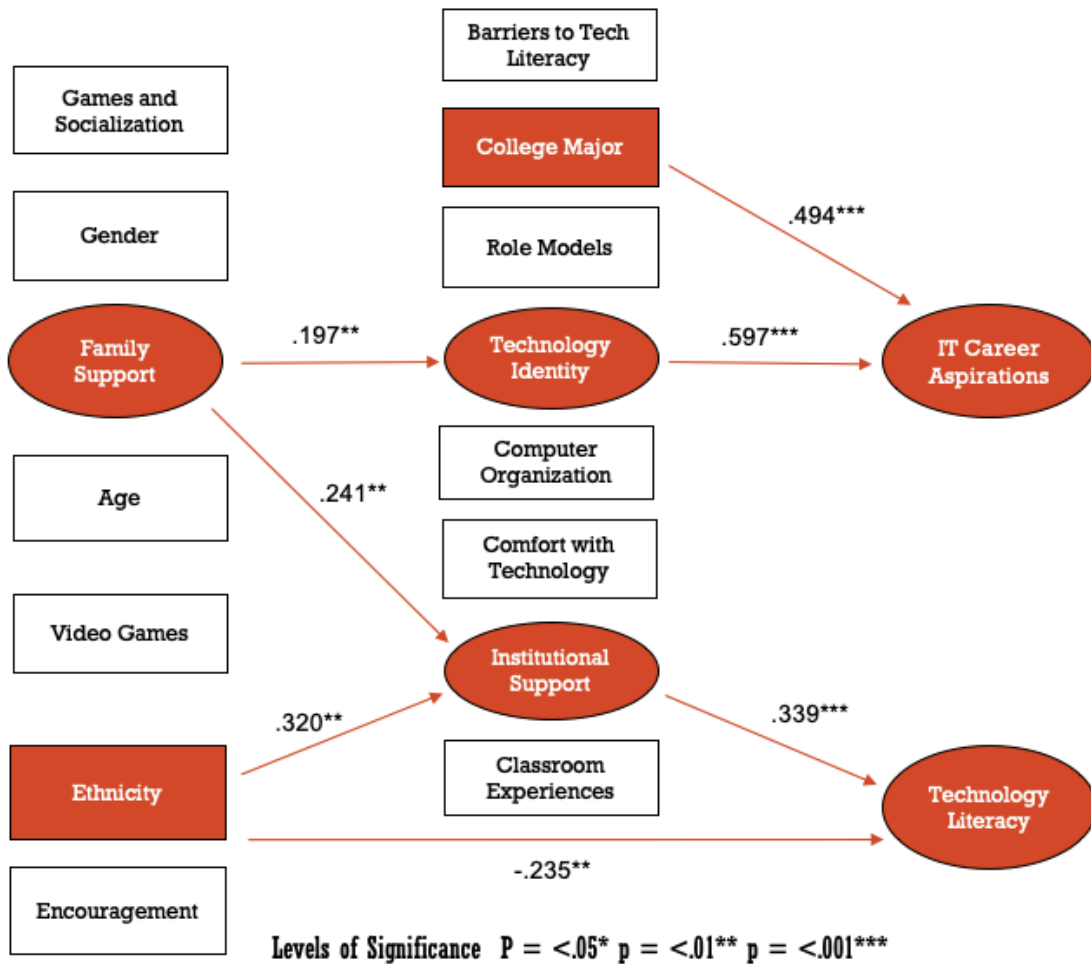 Barriers to Tech
Literacy
Games and
Socialization
College Major
.494***
Gender
Role Models
Family
Support
.197**
Technology
Identity
.597***
IT Career
Aspirations
Computer
Organization
Age
.241**
Comfort with
Technology
Video Games
Institutional
Support
.320**
.339***
Ethnicity
Classroom
Experiences
Technology
Literacy
-.235**
Encouragement
Levels of Significance P = <.05* p = <.01** p = <.001***